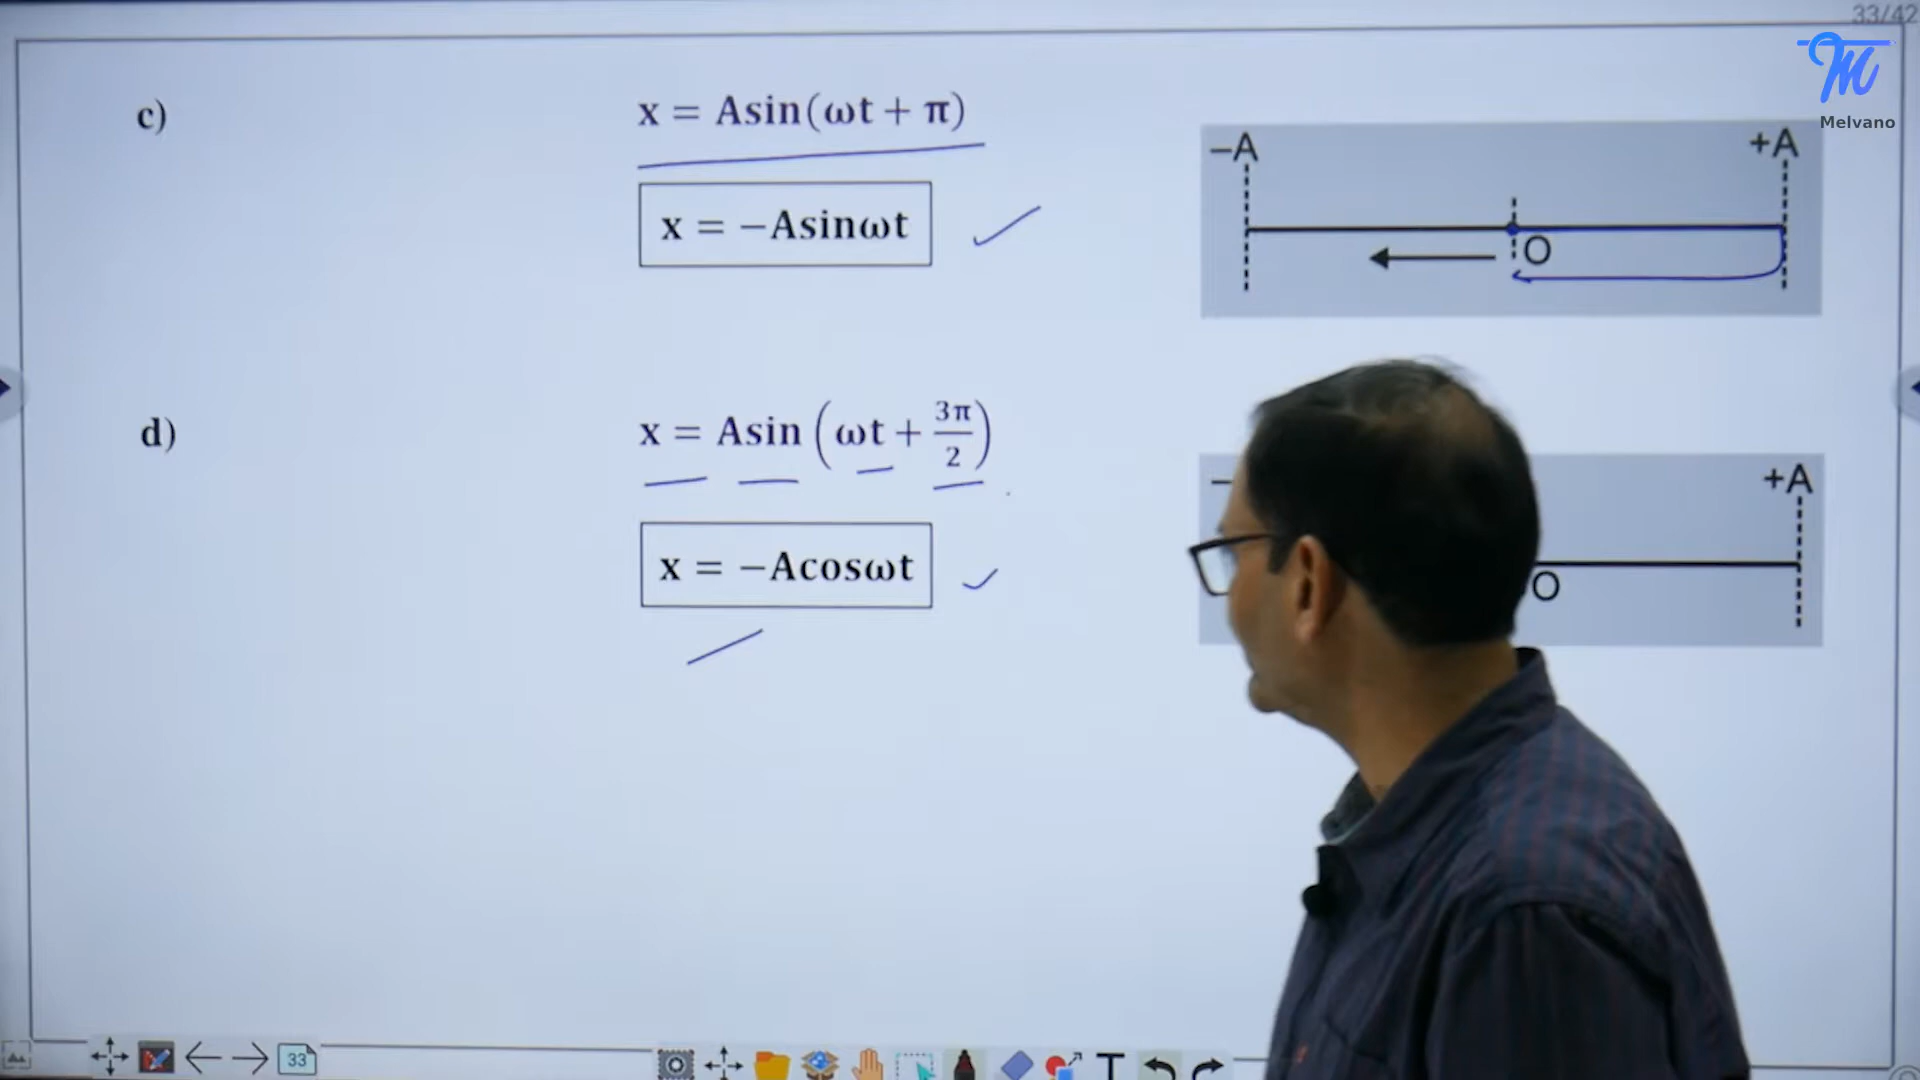 33/42
Melvano
c)
x = Asin(ωt + π)
x = −Asinωt
−A
+A
O
d)
x = Asin(ωt + 3π/2)
x = −Acosωt
+A
O
33
T